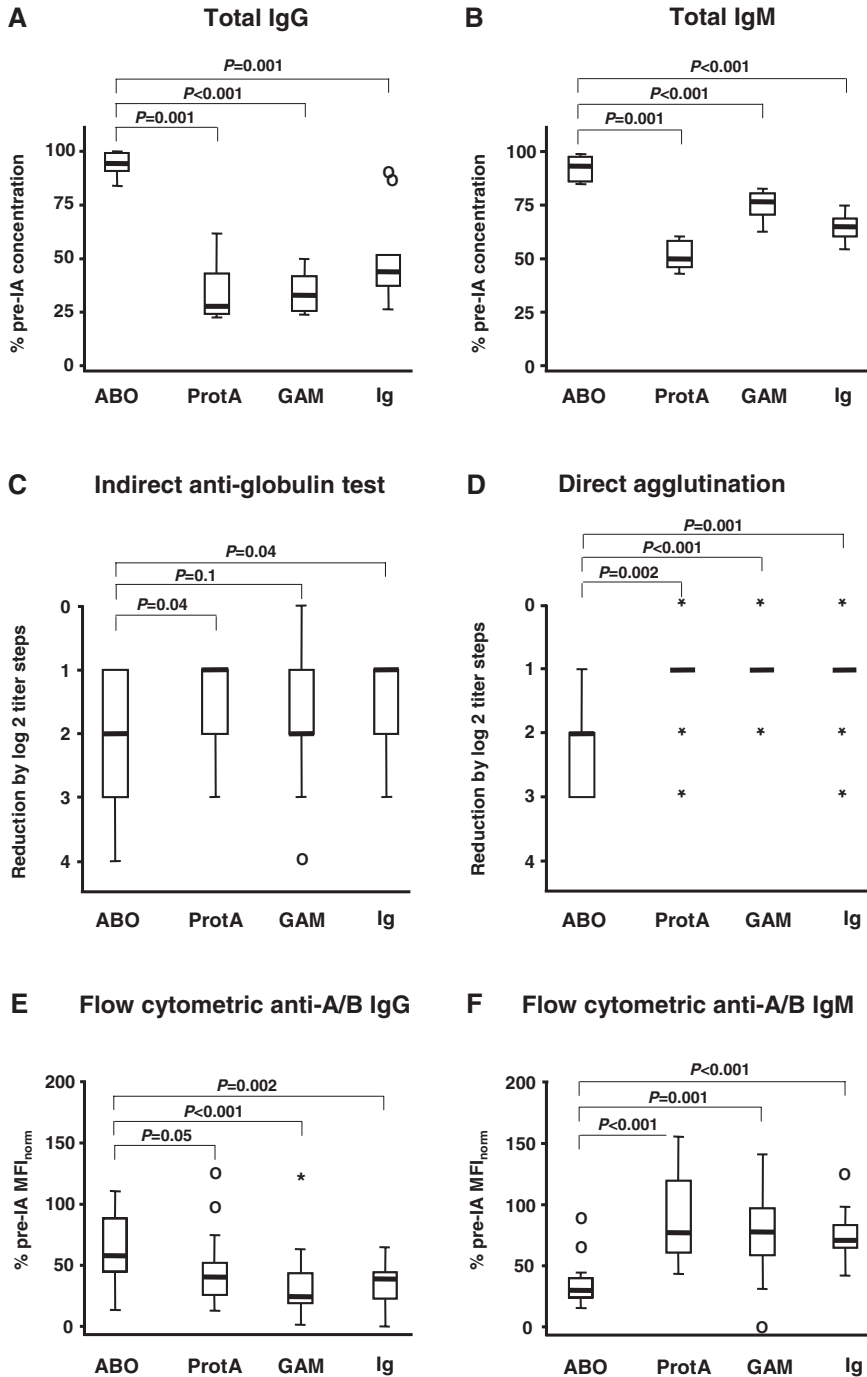 A Total IgG
P=0.001
P<0.001
P=0.001
% pre-IA concentration
100
75
50
25
0
ABO ProtA GAM Ig
B Total IgM
P<0.001
P<0.001
P=0.001
% pre-IA concentration
100
75
50
25
0
ABO ProtA GAM Ig
C Indirect anti-globulin test
P=0.04
P=0.1
P=0.04
Reduction by log 2 titer steps
0
1
2
3
4
ABO ProtA GAM Ig
D Direct agglutination
P=0.001
P<0.001
P=0.002
Reduction by log 2 titer steps
0
1
2
3
4
ABO ProtA GAM Ig
E Flow cytometric anti-A/B IgG
P=0.002
P<0.001
P=0.05
% pre-IA MFInorm
200
150
100
50
0
ABO ProtA GAM Ig
F Flow cytometric anti-A/B IgM
P<0.001
P=0.001
P<0.001
% pre-IA MFInorm
200
150
100
50
0
ABO ProtA GAM Ig